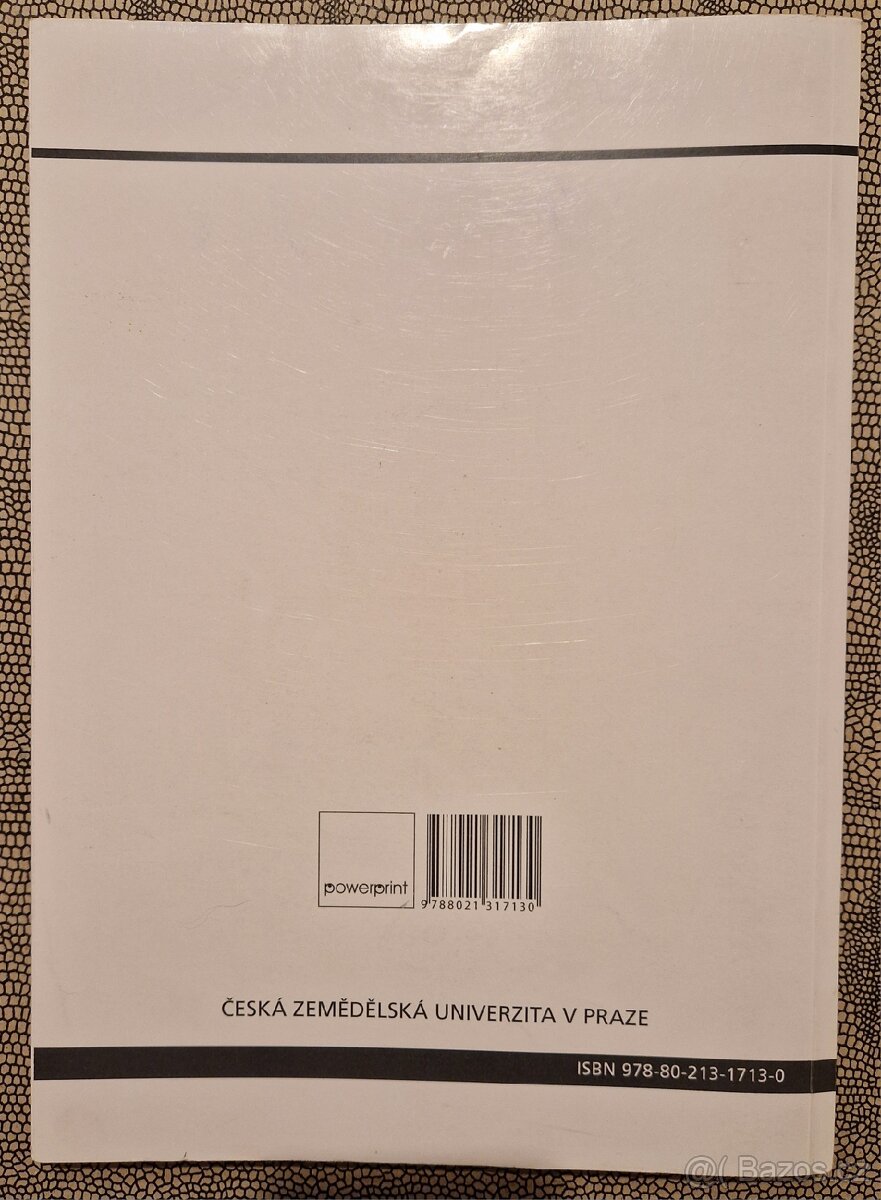 powerprint
9 788021 317130
ČESKÁ ZEMĚDĚLSKÁ UNIVERZITA V PRAZE
ISBN 978-80-213-1713-0
@( Bazos.cz